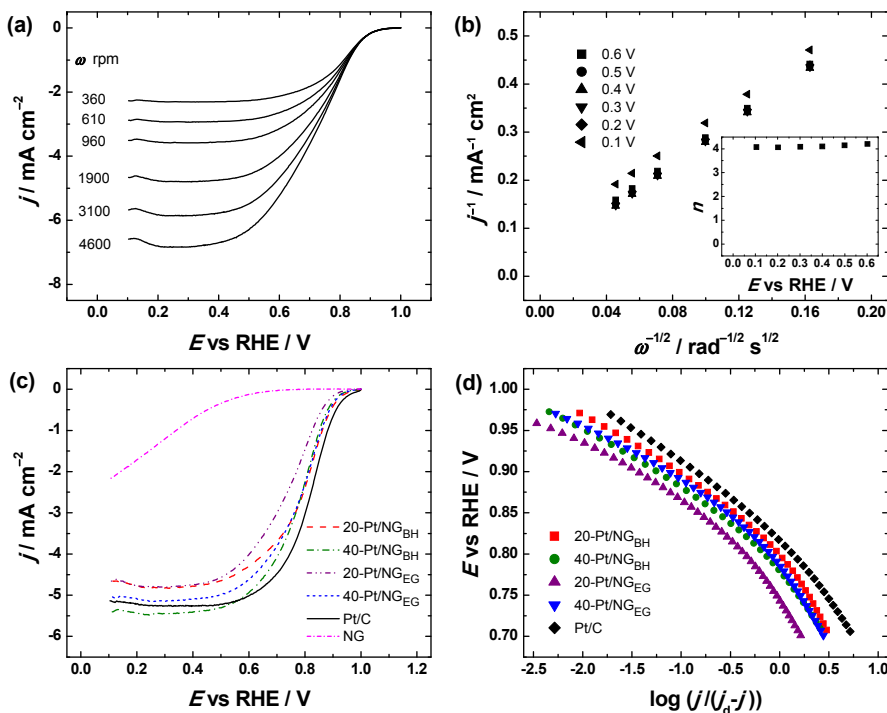 (a)
ω rpm
360
610
960
1900
3100
4600
0
-2
-4
-6
-8
j / mA cm⁻²
0.0 0.2 0.4 0.6 0.8 1.0
E vs RHE / V
(b)
0.6 V
0.5 V
0.4 V
0.3 V
0.2 V
0.1 V
0.5
0.4
0.3
0.2
0.1
0.0
j⁻¹ / mA⁻¹ cm²
0.00 0.04 0.08 0.12 0.16 0.20
ω⁻¹/² / rad⁻¹/² s¹/²
4
3
2
1
0
n
0.0 0.1 0.2 0.3 0.4 0.5 0.6
E vs RHE / V
(c)
0
-1
-2
-3
-4
-5
-6
j / mA cm⁻²
20-Pt/NG_BH
40-Pt/NG_BH
20-Pt/NG_EG
40-Pt/NG_EG
Pt/C
NG
0.0 0.2 0.4 0.6 0.8 1.0 1.2
E vs RHE / V
(d)
1.00
0.95
0.90
0.85
0.80
0.75
0.70
E vs RHE / V
20-Pt/NG_BH
40-Pt/NG_BH
20-Pt/NG_EG
40-Pt/NG_EG
Pt/C
-2.5 -2.0 -1.5 -1.0 -0.5 0.0 0.5 1.0
log (j/(j_d-j))